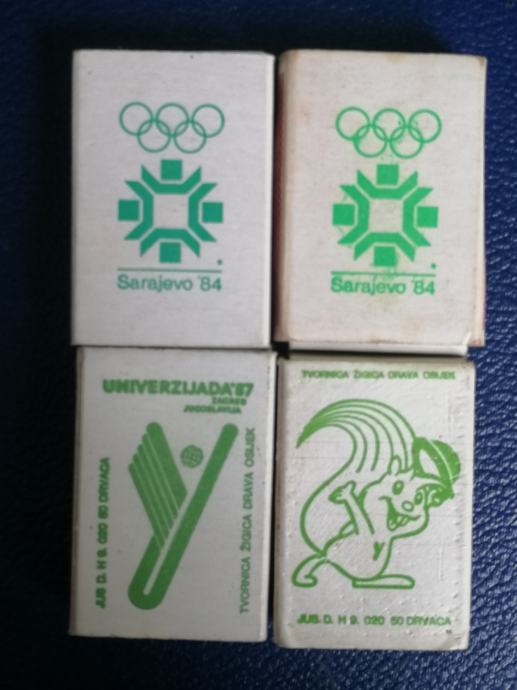 Sarajevo '84
Sarajevo '84
UNIVERZIJADA'87
ZAGREB
JUGOSLAVIJA
JUS D. H 9. 020 50 DRVACA
TVORNICA ŽIGICA DRAVA OSIJEK
TVORNICA ŽIGICA DRAVA OSIJEK
JUS. D. H 9. 020 50 DRVACA